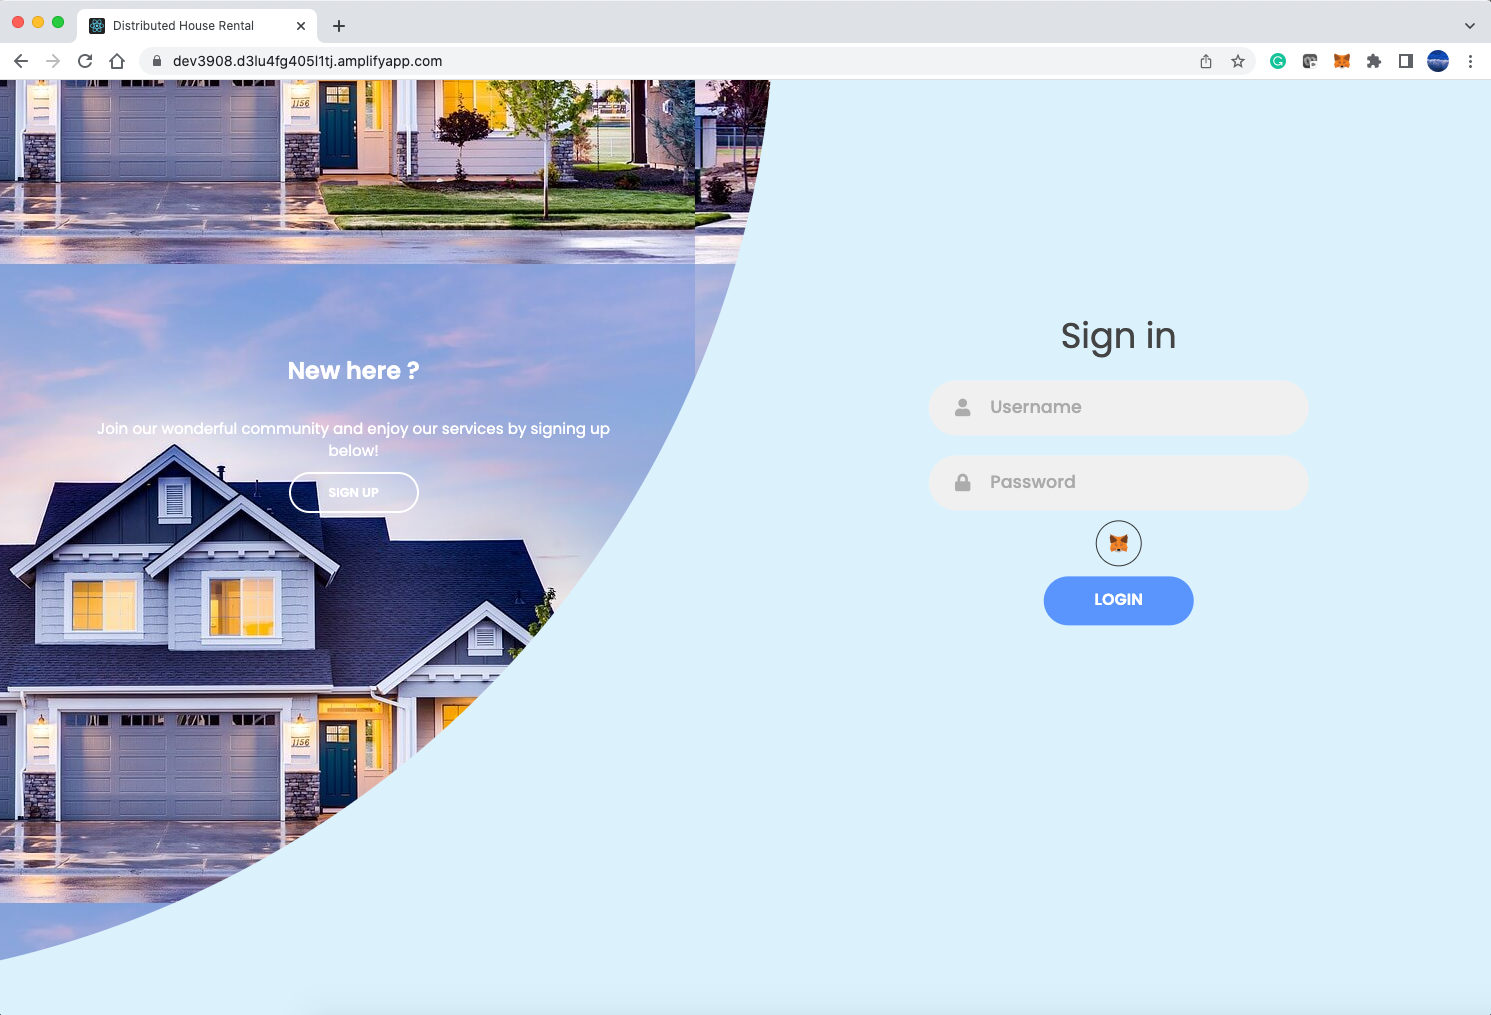 Distributed House Rental
dev3908.d3lu4fg405l1tj.amplifyapp.com
1156
New here ?
Join our wonderful community and enjoy our services by signing up
below!
SIGN UP
1156
Sign in
Username
Password
LOGIN